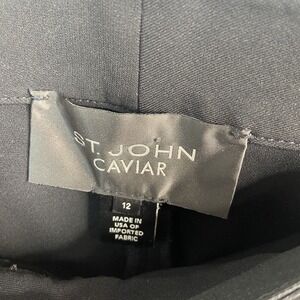 ST. JOHN
CAVIAR
12
MADE IN
USA OF
IMPORTED
FABRIC